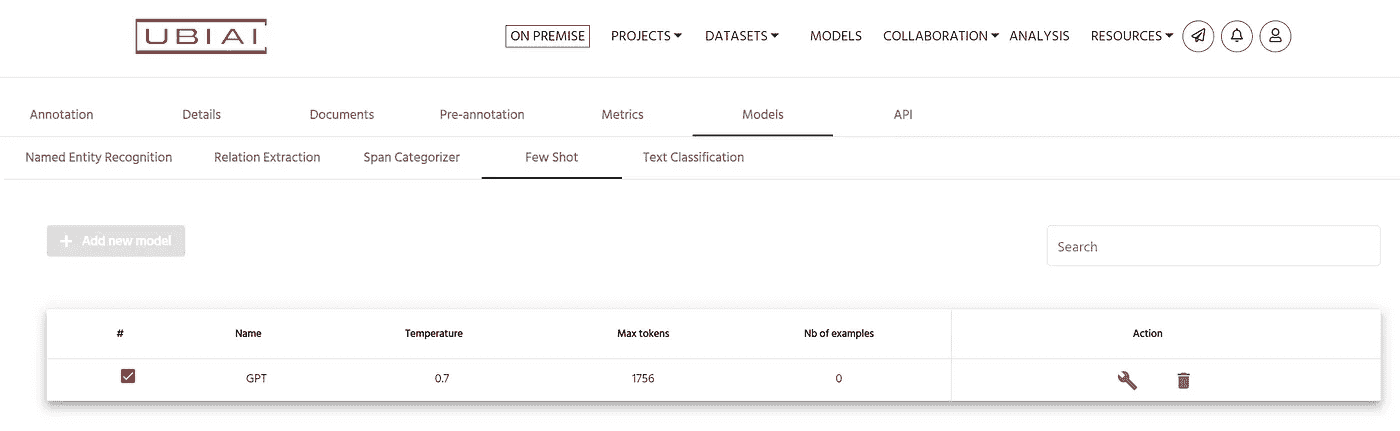 UBIAI ON PREMISE PROJECTS DATASETS MODELS COLLABORATION ANALYSIS RESOURCES
Annotation Details Documents Pre-annotation Metrics Models API
Named Entity Recognition Relation Extraction Span Categorizer Few Shot Text Classification
+ Add new model Search
# Name Temperature Max tokens Nb of examples Action
GPT 0.7 1756 0